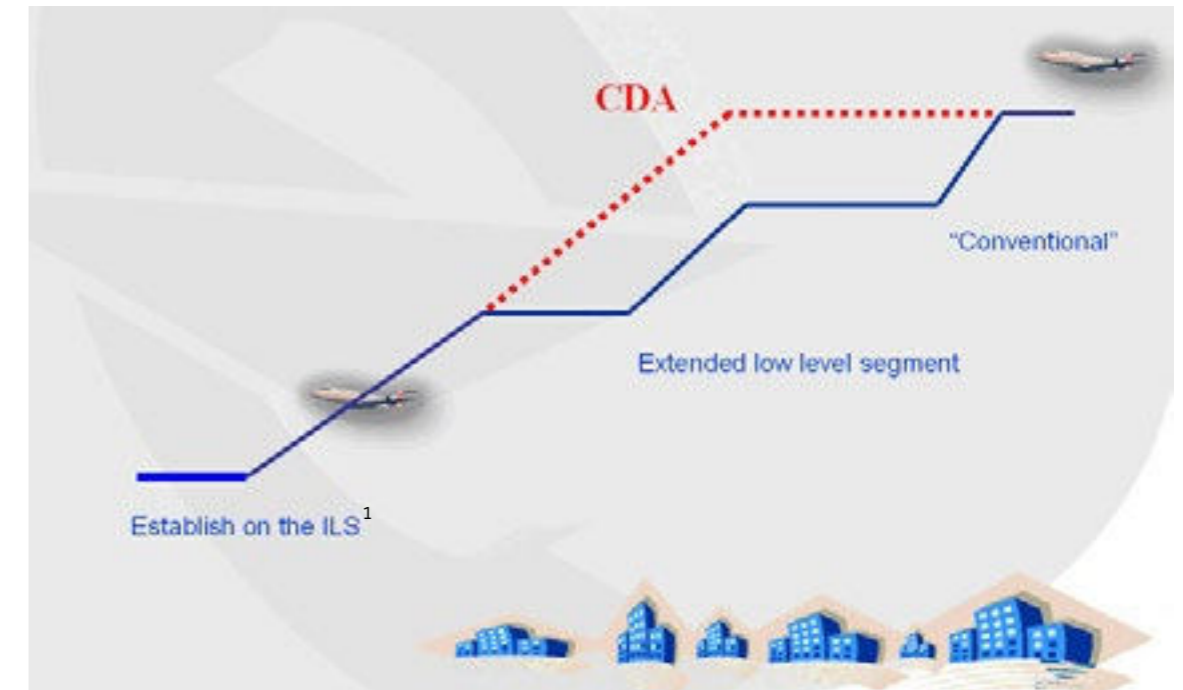 CDA
“Conventional”
Extended low level segment
Establish on the ILS1